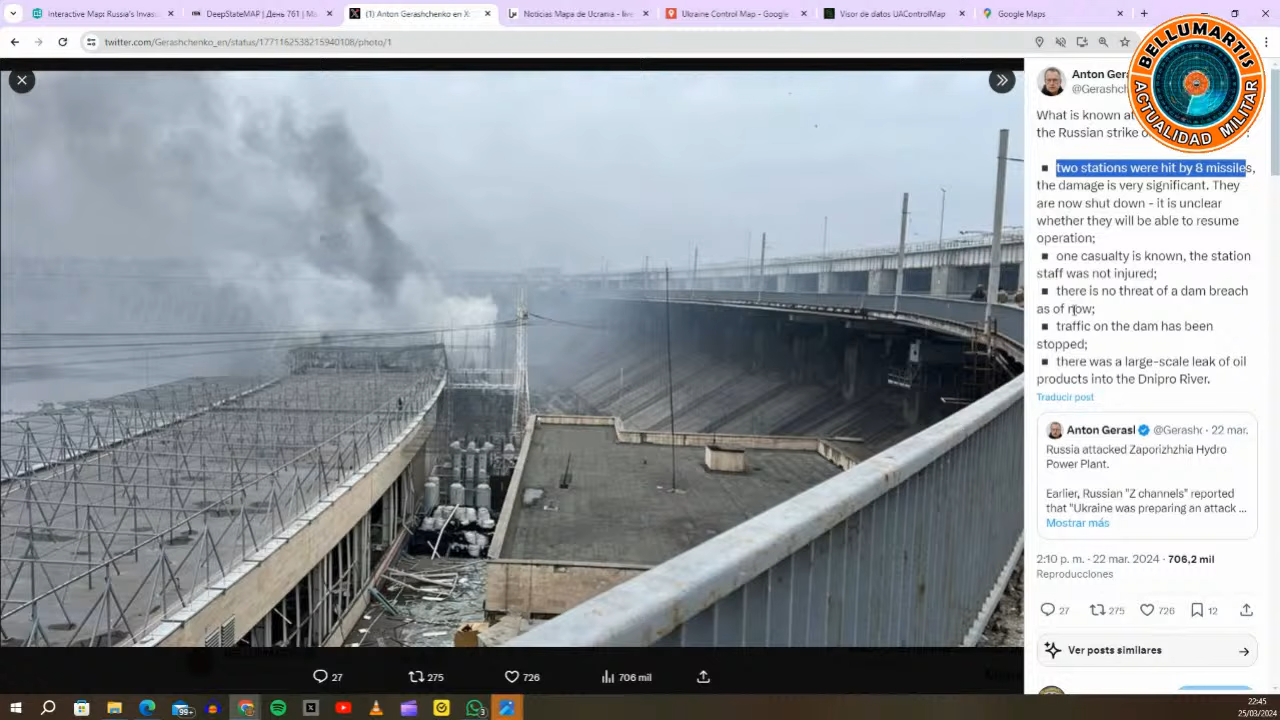 Interactive Map: Russia's Invas
DeepStateMAP | День 761 | Ma
(1) Anton Gerashchenko en X:
Noticias Mapa de Ucrania - live
Ukraine Control Map - Google
Visor de datos UAControlMap
Google Maps
twitter.com/Gerashchenko_en/status/1771162538215940108/photo/1
BELLUMARTIS
ACTUALIDAD MILITAR
Anton Gera
@Gerashch
What is known at
the Russian strike o
■ two stations were hit by 8 missiles,
the damage is very significant. They
are now shut down - it is unclear
whether they will be able to resume
operation;
■ one casualty is known, the station
staff was not injured;
■ there is no threat of a dam breach
as of now;
■ traffic on the dam has been
stopped;
■ there was a large-scale leak of oil
products into the Dnipro River.
Traducir post
Anton Gerasl @Gerashc · 22 mar.
Russia attacked Zaporizhzhia Hydro
Power Plant.
Earlier, Russian "Z channels" reported
that "Ukraine was preparing an attack ...
Mostrar más
2:10 p. m. · 22 mar. 2024 · 706,2 mil
Reproducciones
27 275 726 12
Ver posts similares
27 275 726 706 mil
99+
3
22:45
25/03/2024